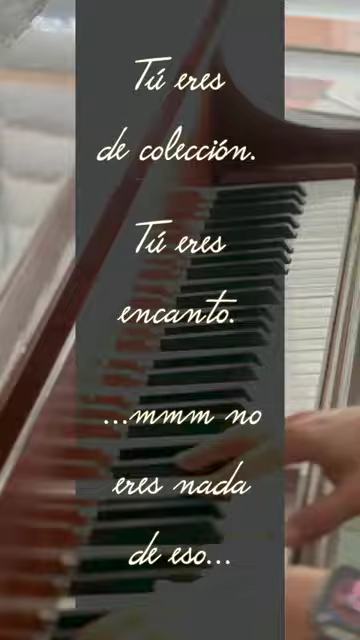 Tú eres
de colección.
Tú eres
encanto.
...mmm no
eres nada
de eso...